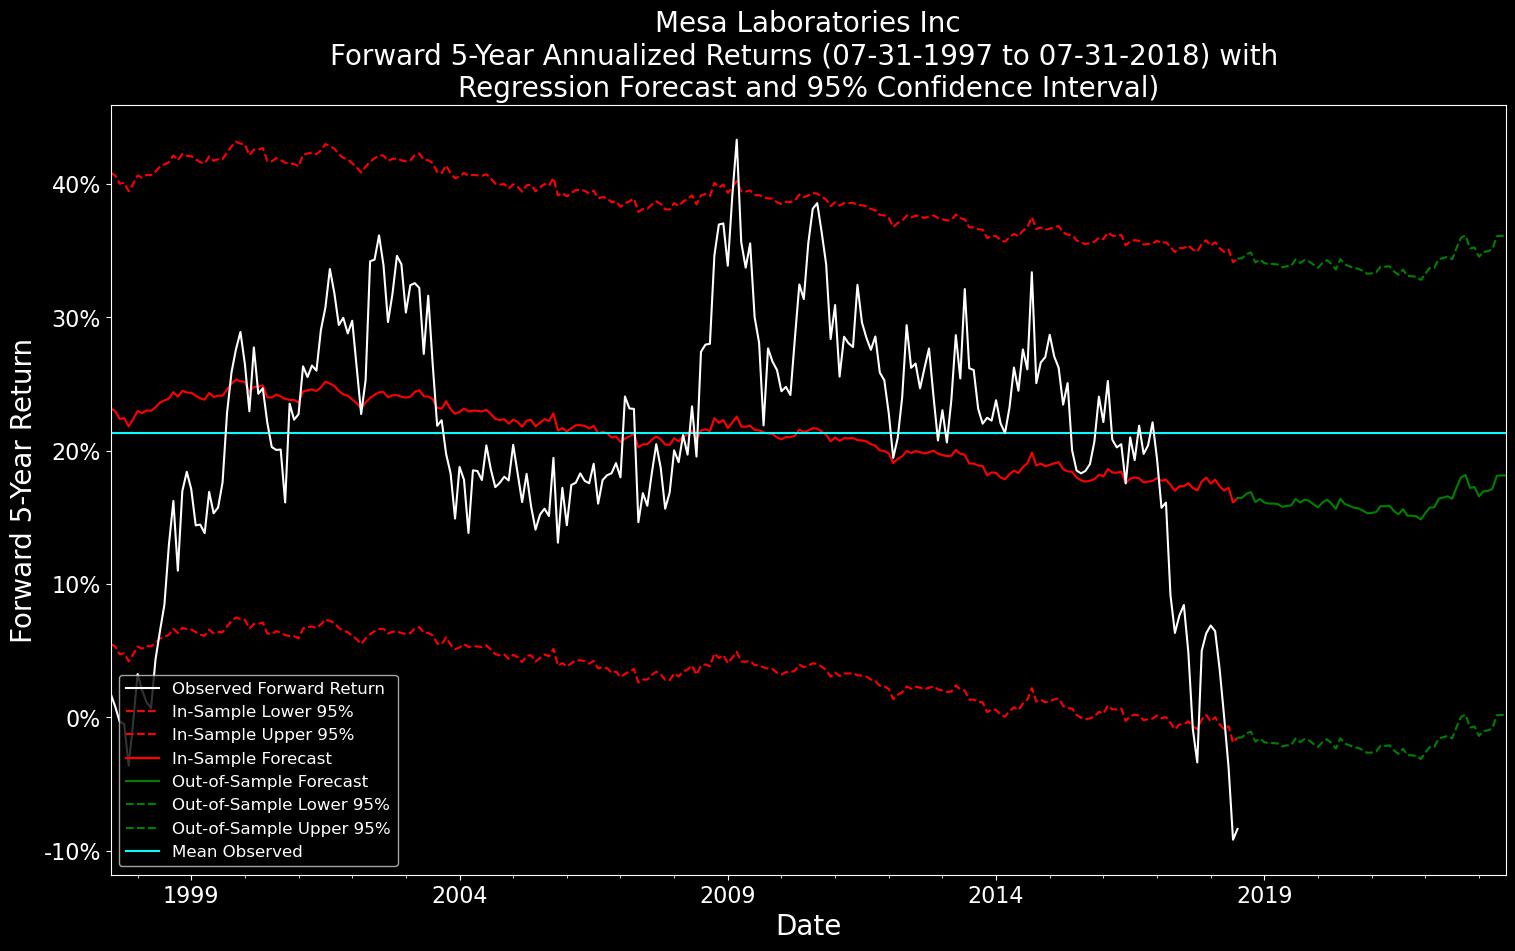 Mesa Laboratories Inc
Forward 5-Year Annualized Returns (07-31-1997 to 07-31-2018) with
Regression Forecast and 95% Confidence Interval)
Forward 5-Year Return
40%
30%
20%
10%
0%
-10%
Observed Forward Return
In-Sample Lower 95%
In-Sample Upper 95%
In-Sample Forecast
Out-of-Sample Forecast
Out-of-Sample Lower 95%
Out-of-Sample Upper 95%
Mean Observed
1999 2004 2009 2014 2019
Date